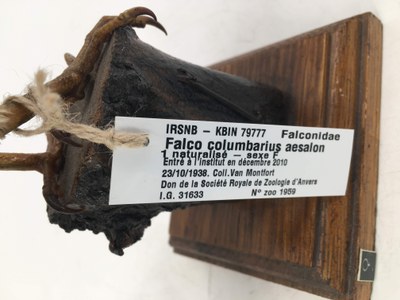 IRSNB – KBIN 79777 Falconidae
Falco columbarius aesalon
1 naturalisé – sexe F
Entré à l'Institut en décembre 2010
23/10/1938. Coll.Van Montfort
Don de la Société Royale de Zoologie d'Anvers
I.G. 31633 N° zoo 1959